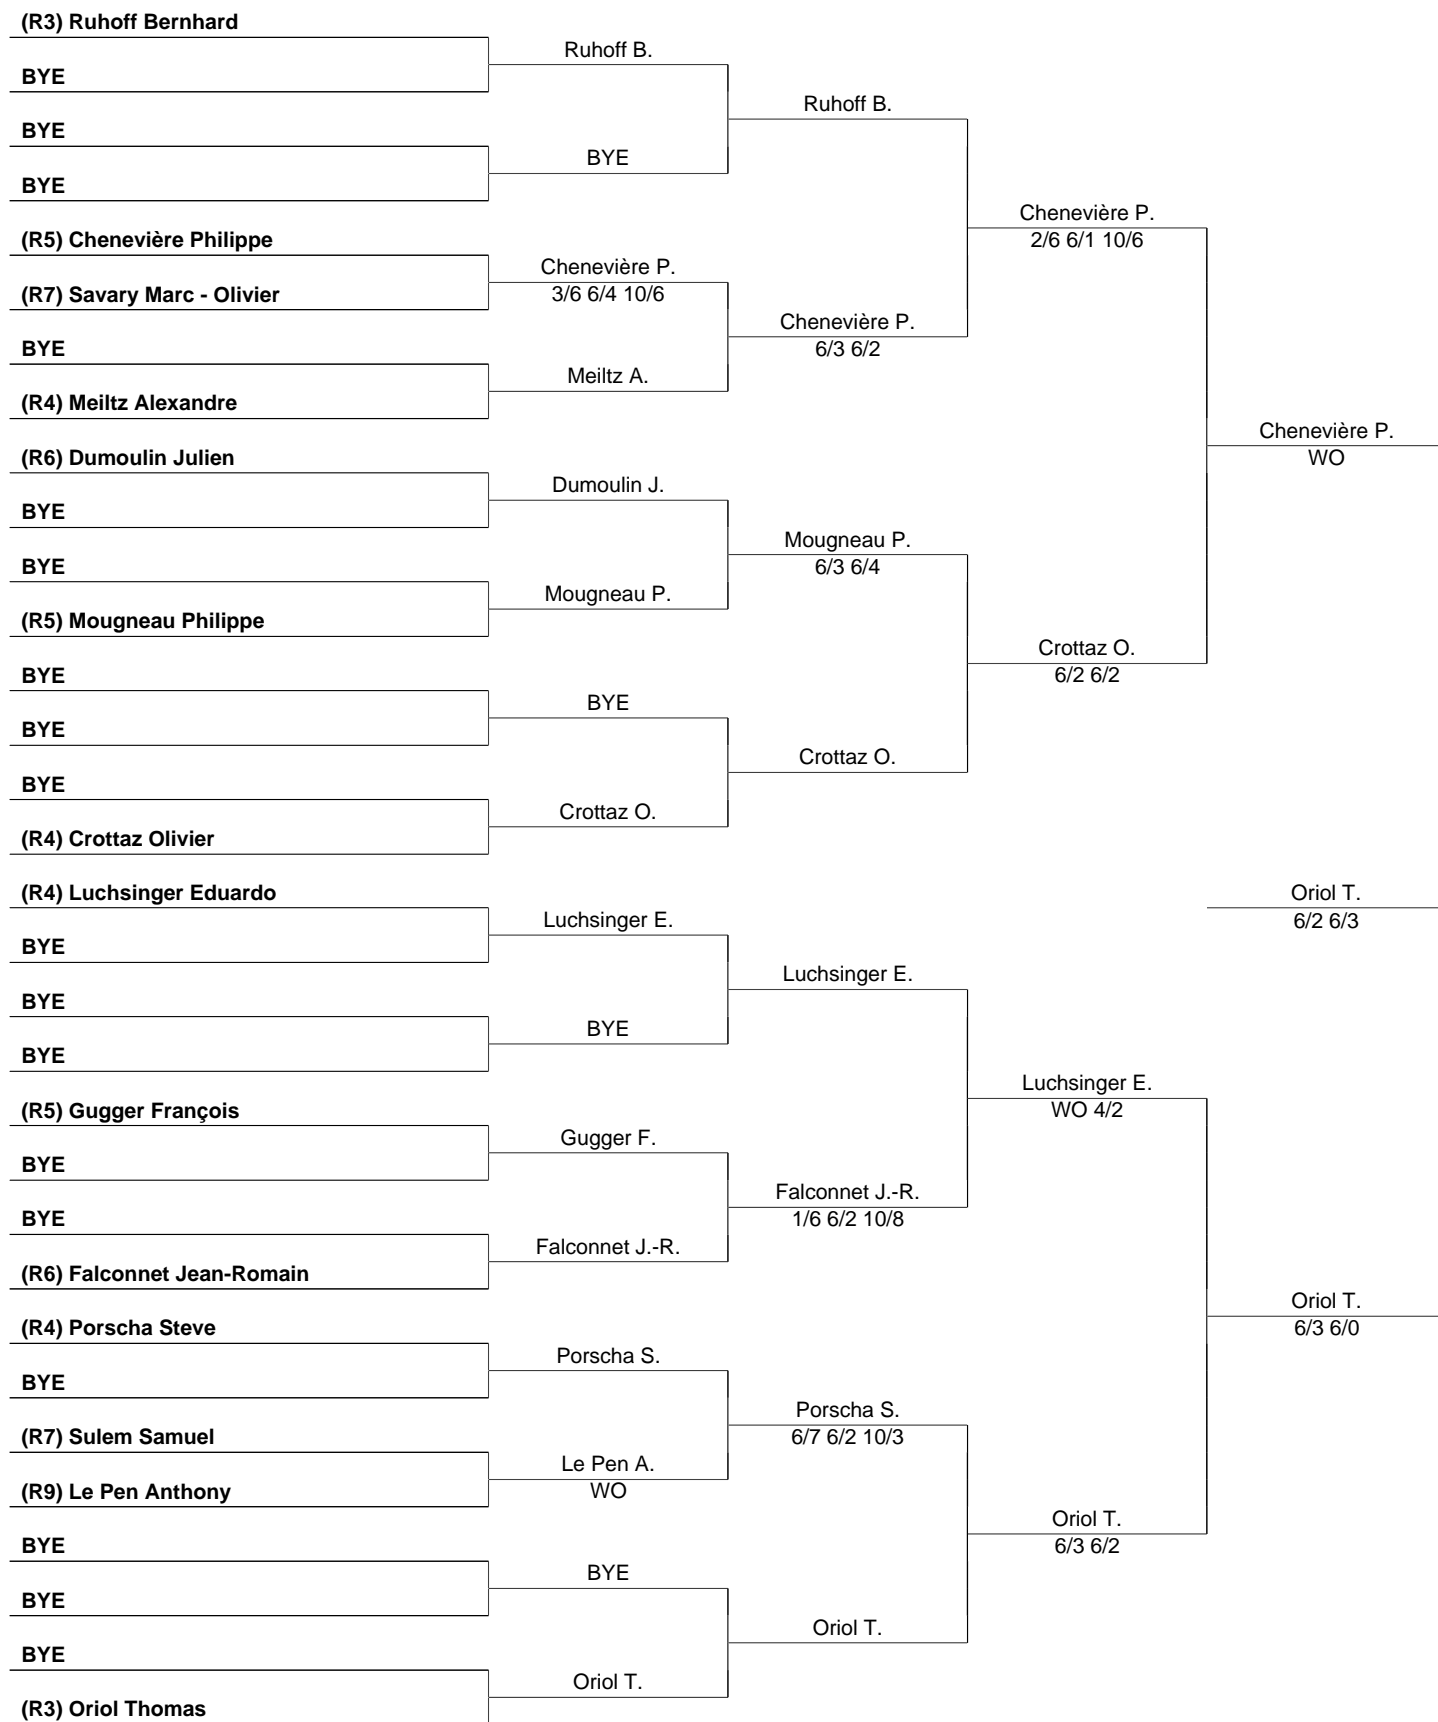 (R3) Ruhoff Bernhard
BYE
BYE
BYE
(R5) Chenevière Philippe
(R7) Savary Marc - Olivier
BYE
(R4) Meiltz Alexandre
(R6) Dumoulin Julien
BYE
BYE
(R5) Mougneau Philippe
BYE
BYE
BYE
(R4) Crottaz Olivier
(R4) Luchsinger Eduardo
BYE
BYE
BYE
(R5) Gugger François
BYE
BYE
(R6) Falconnet Jean-Romain
(R4) Porscha Steve
BYE
(R7) Sulem Samuel
(R9) Le Pen Anthony
BYE
BYE
BYE
(R3) Oriol Thomas
Ruhoff B.
BYE
Chenevière P.
3/6 6/4 10/6
Meiltz A.
Dumoulin J.
Mougneau P.
BYE
Crottaz O.
Luchsinger E.
BYE
Gugger F.
Falconnet J.-R.
Porscha S.
Le Pen A.
WO
BYE
Oriol T.
Ruhoff B.
Chenevière P.
6/3 6/2
Mougneau P.
6/3 6/4
Crottaz O.
Luchsinger E.
Falconnet J.-R.
1/6 6/2 10/8
Porscha S.
6/7 6/2 10/3
Oriol T.
Chenevière P.
2/6 6/1 10/6
Crottaz O.
6/2 6/2
Luchsinger E.
WO 4/2
Oriol T.
6/3 6/2
Chenevière P.
WO
Oriol T.
6/2 6/3
Oriol T.
6/3 6/0